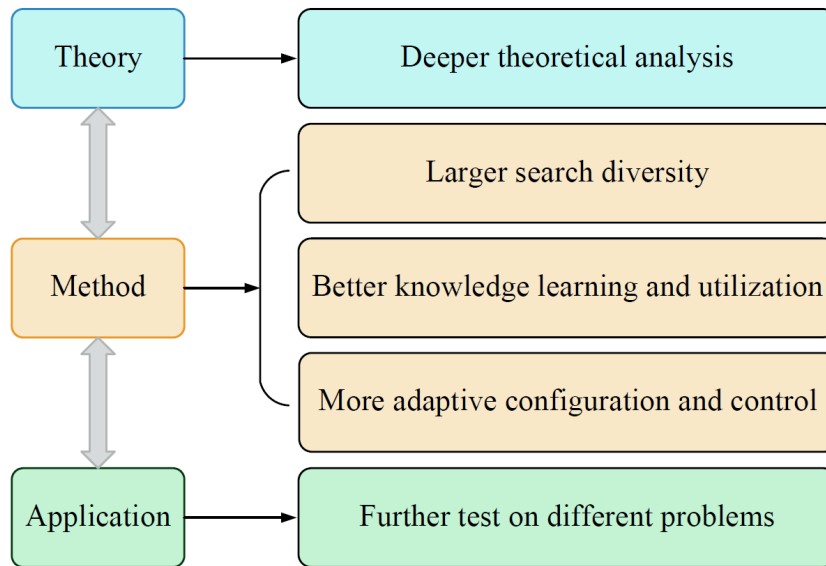 Theory
Deeper theoretical analysis
Larger search diversity
Method
Better knowledge learning and utilization
More adaptive configuration and control
Application
Further test on different problems